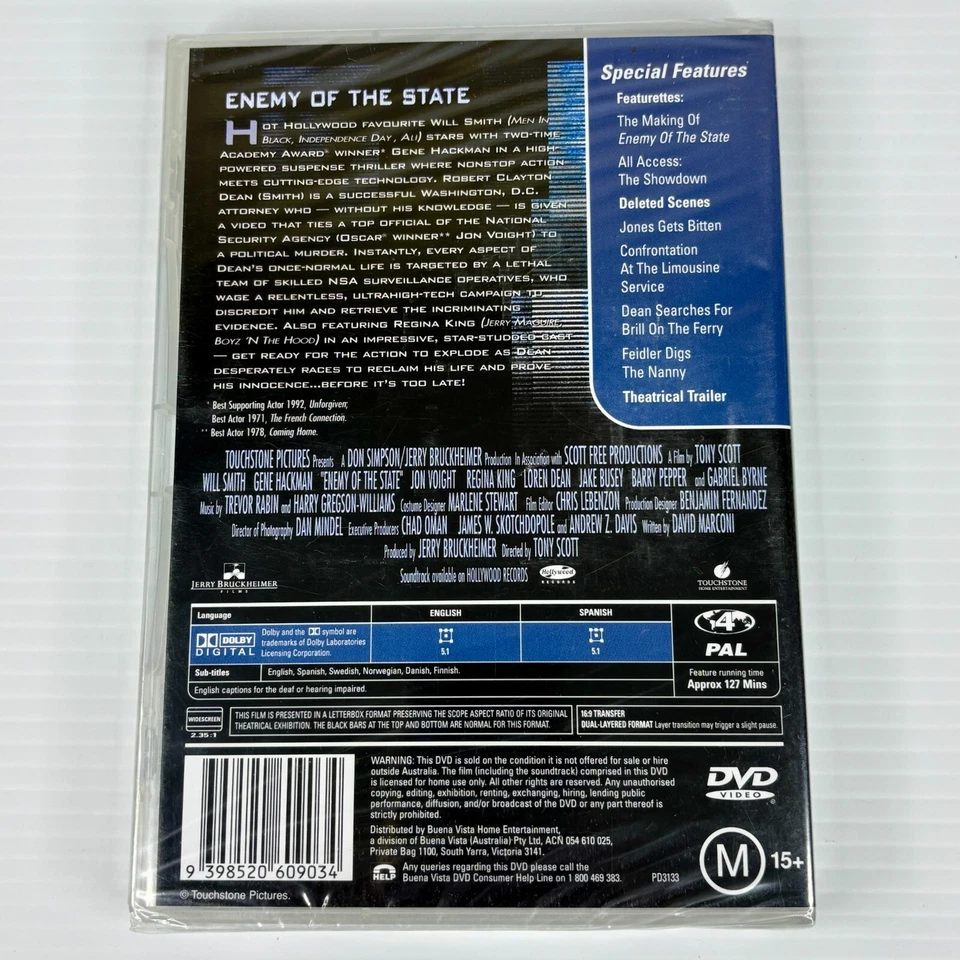 ENEMY OF THE STATE
HOT HOLLYWOOD FAVOURITE WILL SMITH (MEN IN
BLACK, INDEPENDENCE DAY, ALI) STARS WITH TWO-TIME
ACADEMY AWARD® WINNER* GENE HACKMAN IN A HIGH-
POWERED SUSPENSE THRILLER WHERE NONSTOP ACTION
MEETS CUTTING-EDGE TECHNOLOGY. ROBERT CLAYTON
DEAN (SMITH) IS A SUCCESSFUL WASHINGTON, D.C.
ATTORNEY WHO — WITHOUT HIS KNOWLEDGE — IS GIVEN
A VIDEO THAT TIES A TOP OFFICIAL OF THE NATIONAL
SECURITY AGENCY (OSCAR® WINNER** JON VOIGHT) TO
A POLITICAL MURDER. INSTANTLY, EVERY ASPECT OF
DEAN'S ONCE-NORMAL LIFE IS TARGETED BY A LETHAL
TEAM OF SKILLED NSA SURVEILLANCE OPERATIVES, WHO
WAGE A RELENTLESS, ULTRAHIGH-TECH CAMPAIGN TO
DISCREDIT HIM AND RETRIEVE THE INCRIMINATING
EVIDENCE. ALSO FEATURING REGINA KING (JERRY MAGUIRE,
BOYZ 'N THE HOOD) IN AN IMPRESSIVE, STAR-STUDDED CAST
— GET READY FOR THE ACTION TO EXPLODE AS DEAN
DESPERATELY RACES TO RECLAIM HIS LIFE AND PROVE
HIS INNOCENCE...BEFORE IT'S TOO LATE!
* Best Supporting Actor 1992, Unforgiven;
Best Actor 1971, The French Connection.
** Best Actor 1978, Coming Home.
Special Features
Featurettes:
The Making Of
Enemy Of The State
All Access:
The Showdown
Deleted Scenes
Jones Gets Bitten
Confrontation
At The Limousine
Service
Dean Searches For
Brill On The Ferry
Feidler Digs
The Nanny
Theatrical Trailer
TOUCHSTONE PICTURES Presents A DON SIMPSON/JERRY BRUCKHEIMER Production In Association with SCOTT FREE PRODUCTIONS A Film by TONY SCOTT
WILL SMITH GENE HACKMAN "ENEMY OF THE STATE" JON VOIGHT REGINA KING LOREN DEAN JAKE BUSEY BARRY PEPPER and GABRIEL BYRNE
Music by TREVOR RABIN and HARRY GREGSON-WILLIAMS Costume Designer MARLENE STEWART Film Editor CHRIS LEBENZON Production Designer BENJAMIN FERNANDEZ
Director of Photography DAN MINDEL Executive Producers CHAD OMAN JAMES W. SKOTCHDOPOLE and ANDREW Z. DAVIS Written by DAVID MARCONI
Produced by JERRY BRUCKHEIMER Directed by TONY SCOTT
Soundtrack available on HOLLYWOOD RECORDS
Hollywood
RECORDS
JERRY BRUCKHEIMER
FILMS
TOUCHSTONE
HOME ENTERTAINMENT
Language ENGLISH SPANISH
DOLBY
DIGITAL
Dolby and the DD symbol are
trademarks of Dolby Laboratories
Licensing Corporation.
5.1 5.1
Sub-titles English, Spanish, Swedish, Norwegian, Danish, Finnish.
English captions for the deaf or hearing impaired.
4
PAL
Feature running time
Approx 127 Mins
WIDESCREEN
2.35:1
THIS FILM IS PRESENTED IN A LETTERBOX FORMAT PRESERVING THE SCOPE ASPECT RATIO OF ITS ORIGINAL
THEATRICAL EXHIBITION. THE BLACK BARS AT THE TOP AND BOTTOM ARE NORMAL FOR THIS FORMAT.
16:9 TRANSFER
DUAL-LAYERED FORMAT Layer transition may trigger a slight pause.
WARNING: This DVD is sold on the condition it is not offered for sale or hire
outside Australia. The film (including the soundtrack) comprised in this DVD
is licensed for home use only. All other rights are reserved. Any unauthorised
copying, editing, exhibition, renting, exchanging, hiring, lending public
performance, diffusion, and/or broadcast of the DVD or any part thereof is
strictly prohibited.
Distributed by Buena Vista Home Entertainment,
a division of Buena Vista (Australia) Pty Ltd, ACN 054 610 025,
Private Bag 1100, South Yarra, Victoria 3141.
HELP
Any queries regarding this DVD please call the
Buena Vista DVD Consumer Help Line on 1 800 469 383.
PD3133
DVD
VIDEO
M 15+
9 398520 609034
© Touchstone Pictures.